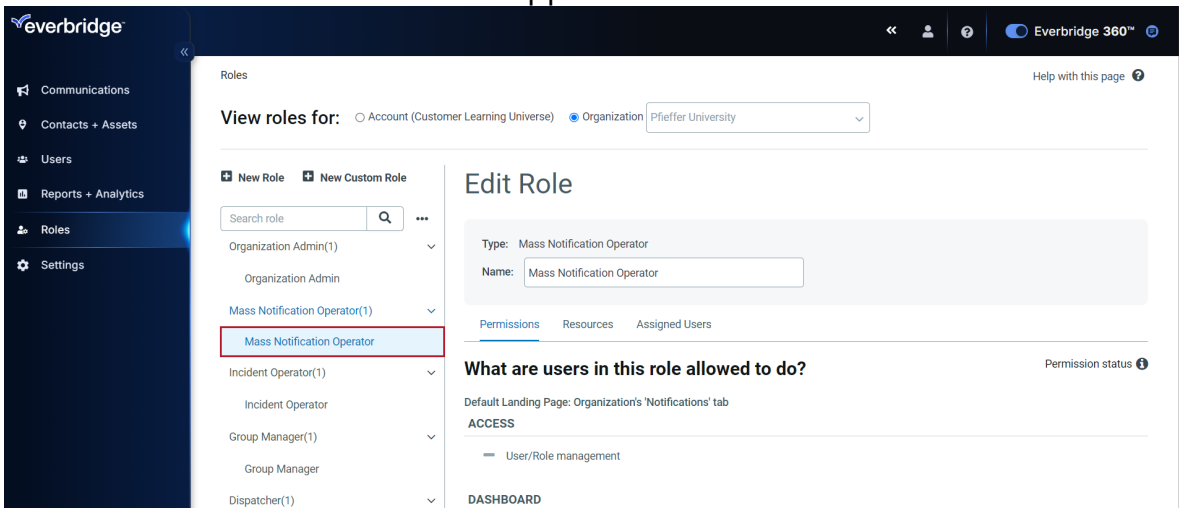 everbridge™
Everbridge 360™
Communications
Contacts + Assets
Users
Reports + Analytics
Roles
Settings
Roles
Help with this page
View roles for: Account (Customer Learning Universe) Organization Pfieffer University
New Role New Custom Role
Search role
Organization Admin(1)
Organization Admin
Mass Notification Operator(1)
Mass Notification Operator
Incident Operator(1)
Incident Operator
Group Manager(1)
Group Manager
Dispatcher(1)
Edit Role
Type: Mass Notification Operator
Name: Mass Notification Operator
Permissions Resources Assigned Users
What are users in this role allowed to do?
Permission status
Default Landing Page: Organization's 'Notifications' tab
ACCESS
User/Role management
DASHBOARD